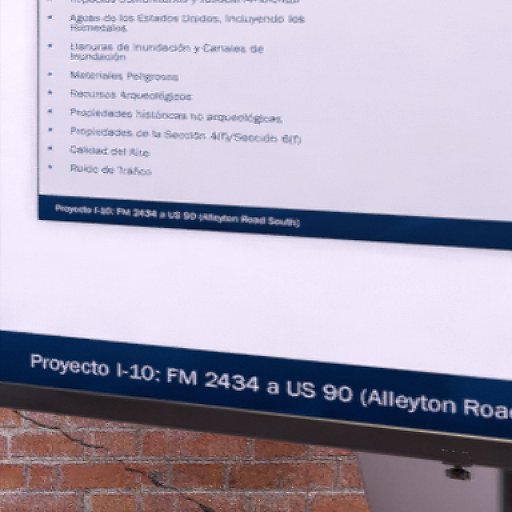 Aguas de los Estados Unidos, incluyendo los
Humedales
Llanuras de Inundación y Canales de
Inundación
Materiales Peligrosos
Recursos Arqueológicos
Propiedades históricas no arqueológicas
Propiedades de la Sección 4(f)/Sección 6(f)
Calidad del Aire
Ruido de Tráfico
Proyecto I-10: FM 2434 a US 90 (Alleyton Road South)
Proyecto I-10: FM 2434 a US 90 (Alleyton Road